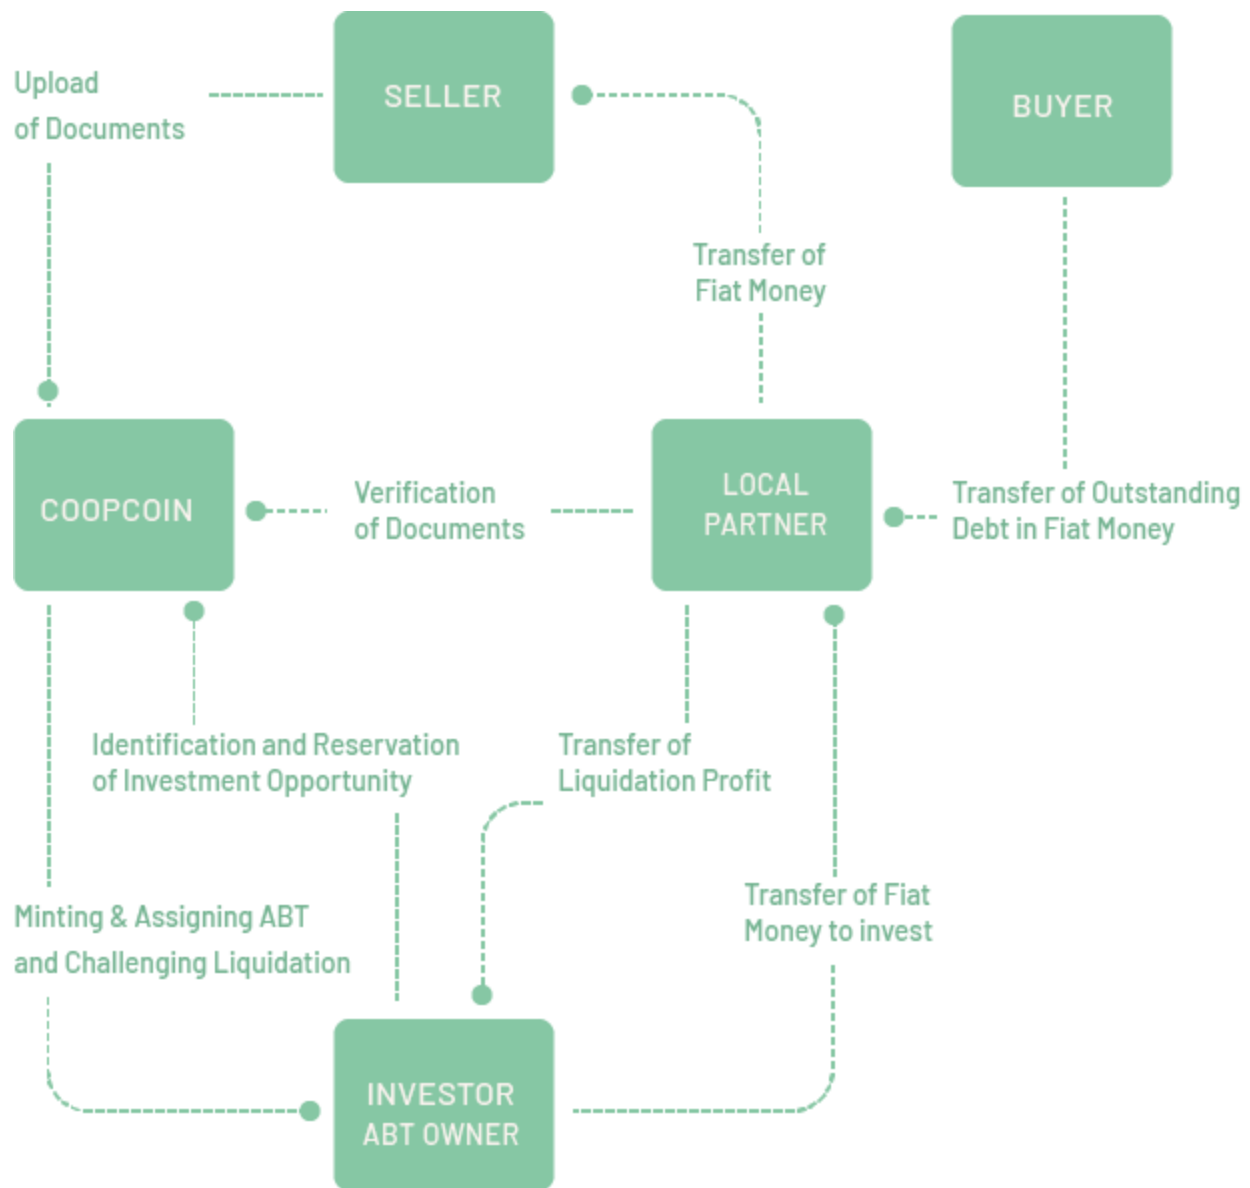 Upload
of Documents
SELLER
BUYER
Transfer of
Fiat Money
COOPCOIN
Verification
of Documents
LOCAL
PARTNER
Transfer of Outstanding
Debt in Fiat Money
Identification and Reservation
of Investment Opportunity
Transfer of
Liquidation Profit
Minting & Assigning ABT
and Challenging Liquidation
Transfer of Fiat
Money to invest
INVESTOR
ABT OWNER